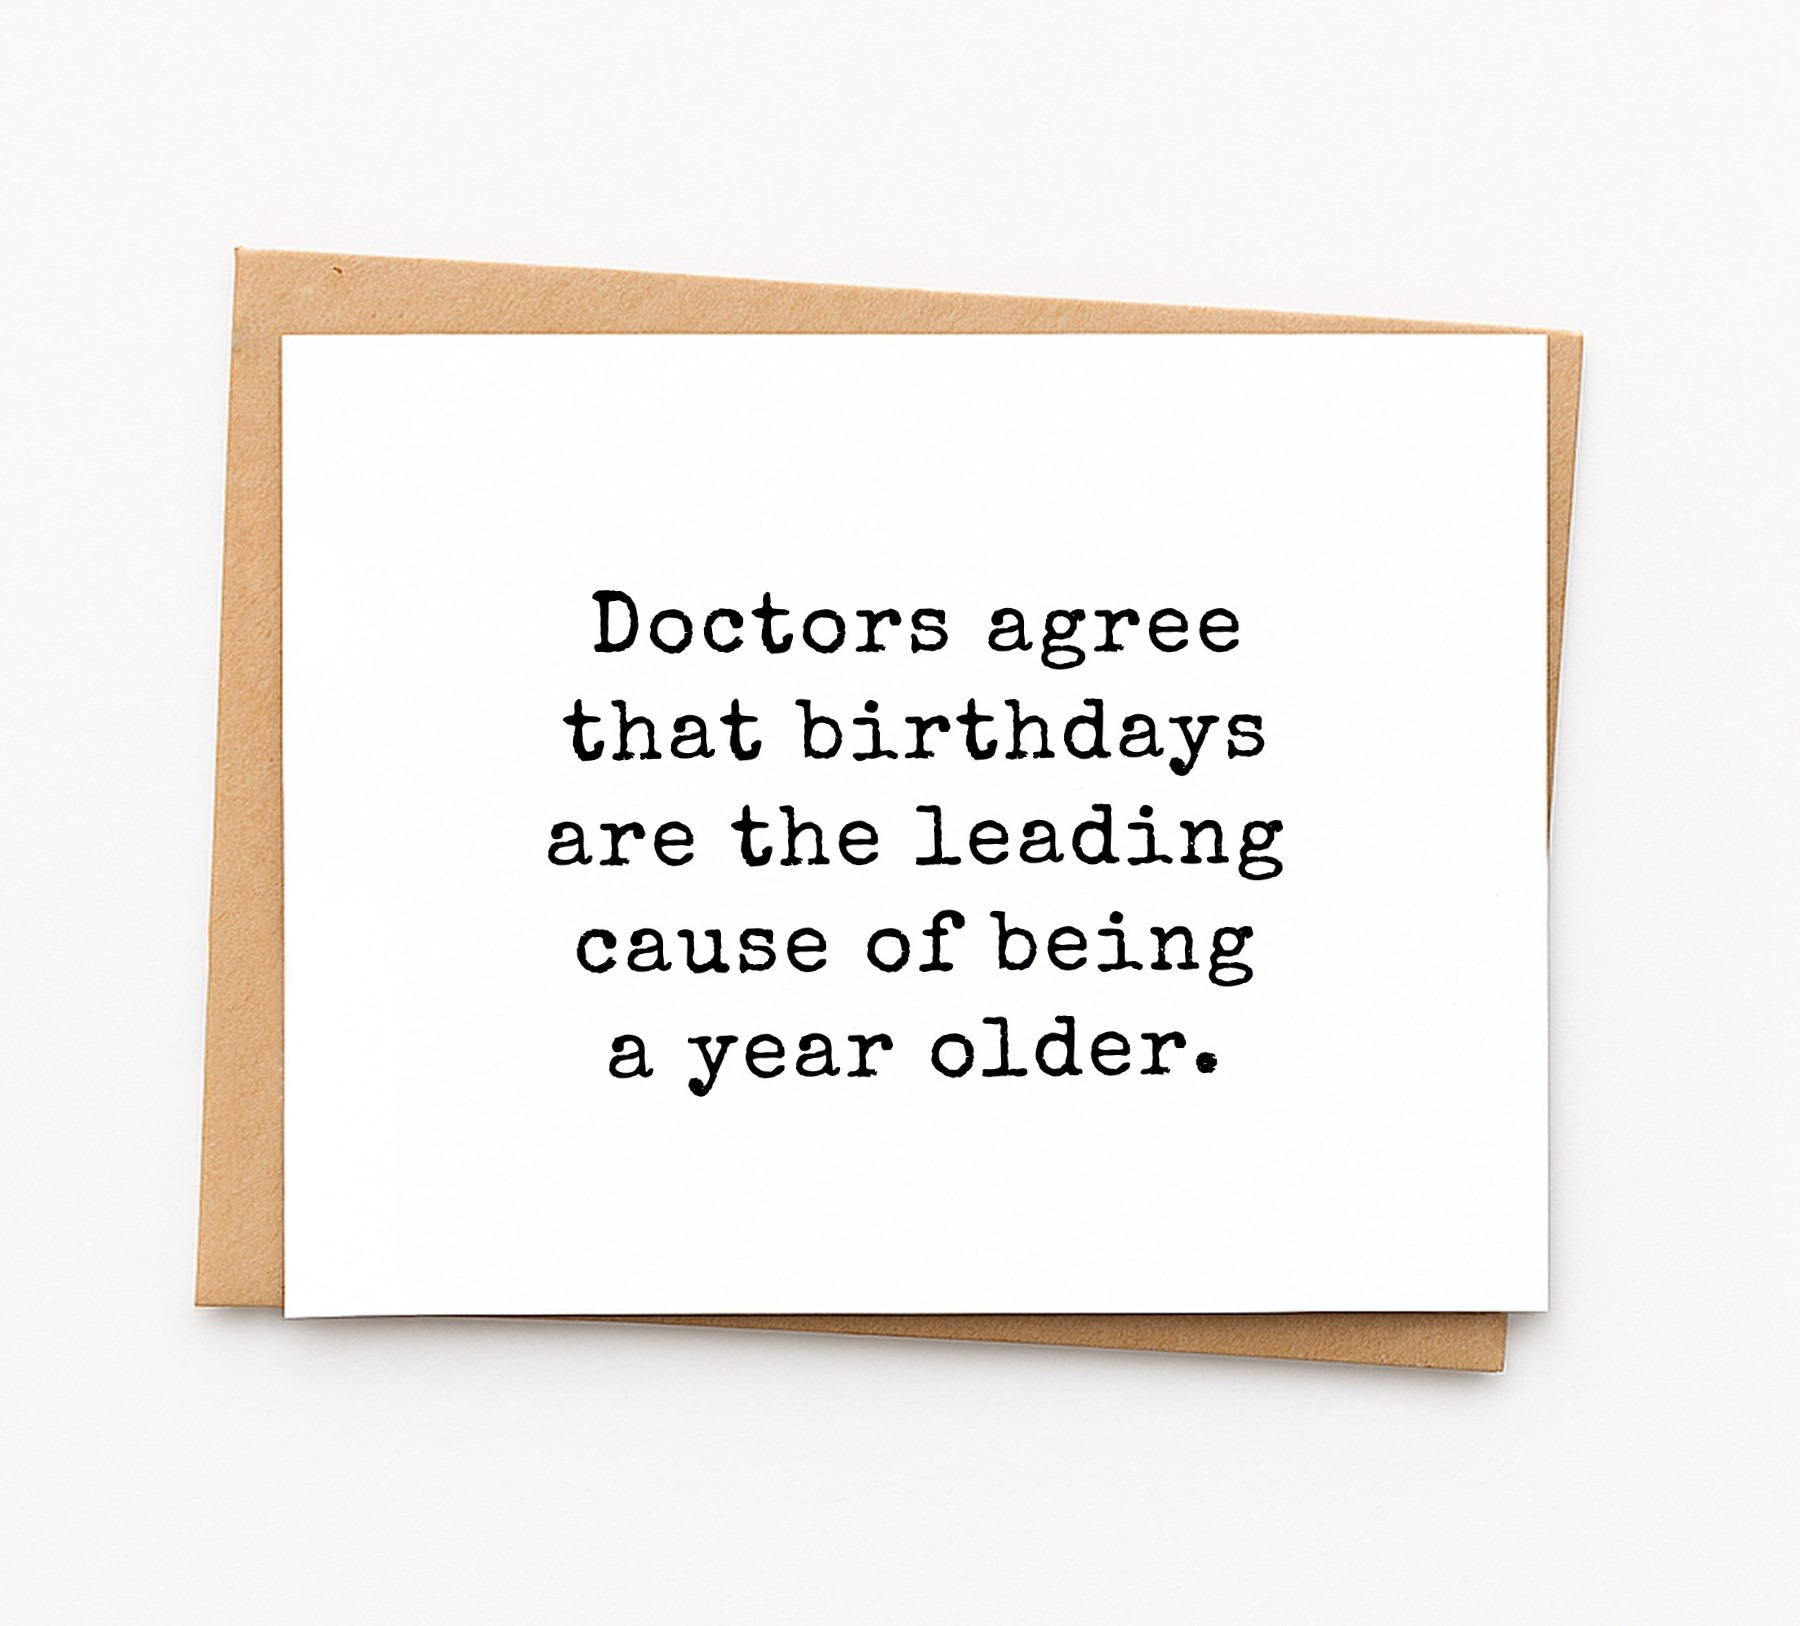 Doctors agree
that birthdays
are the leading
cause of being
a year older.